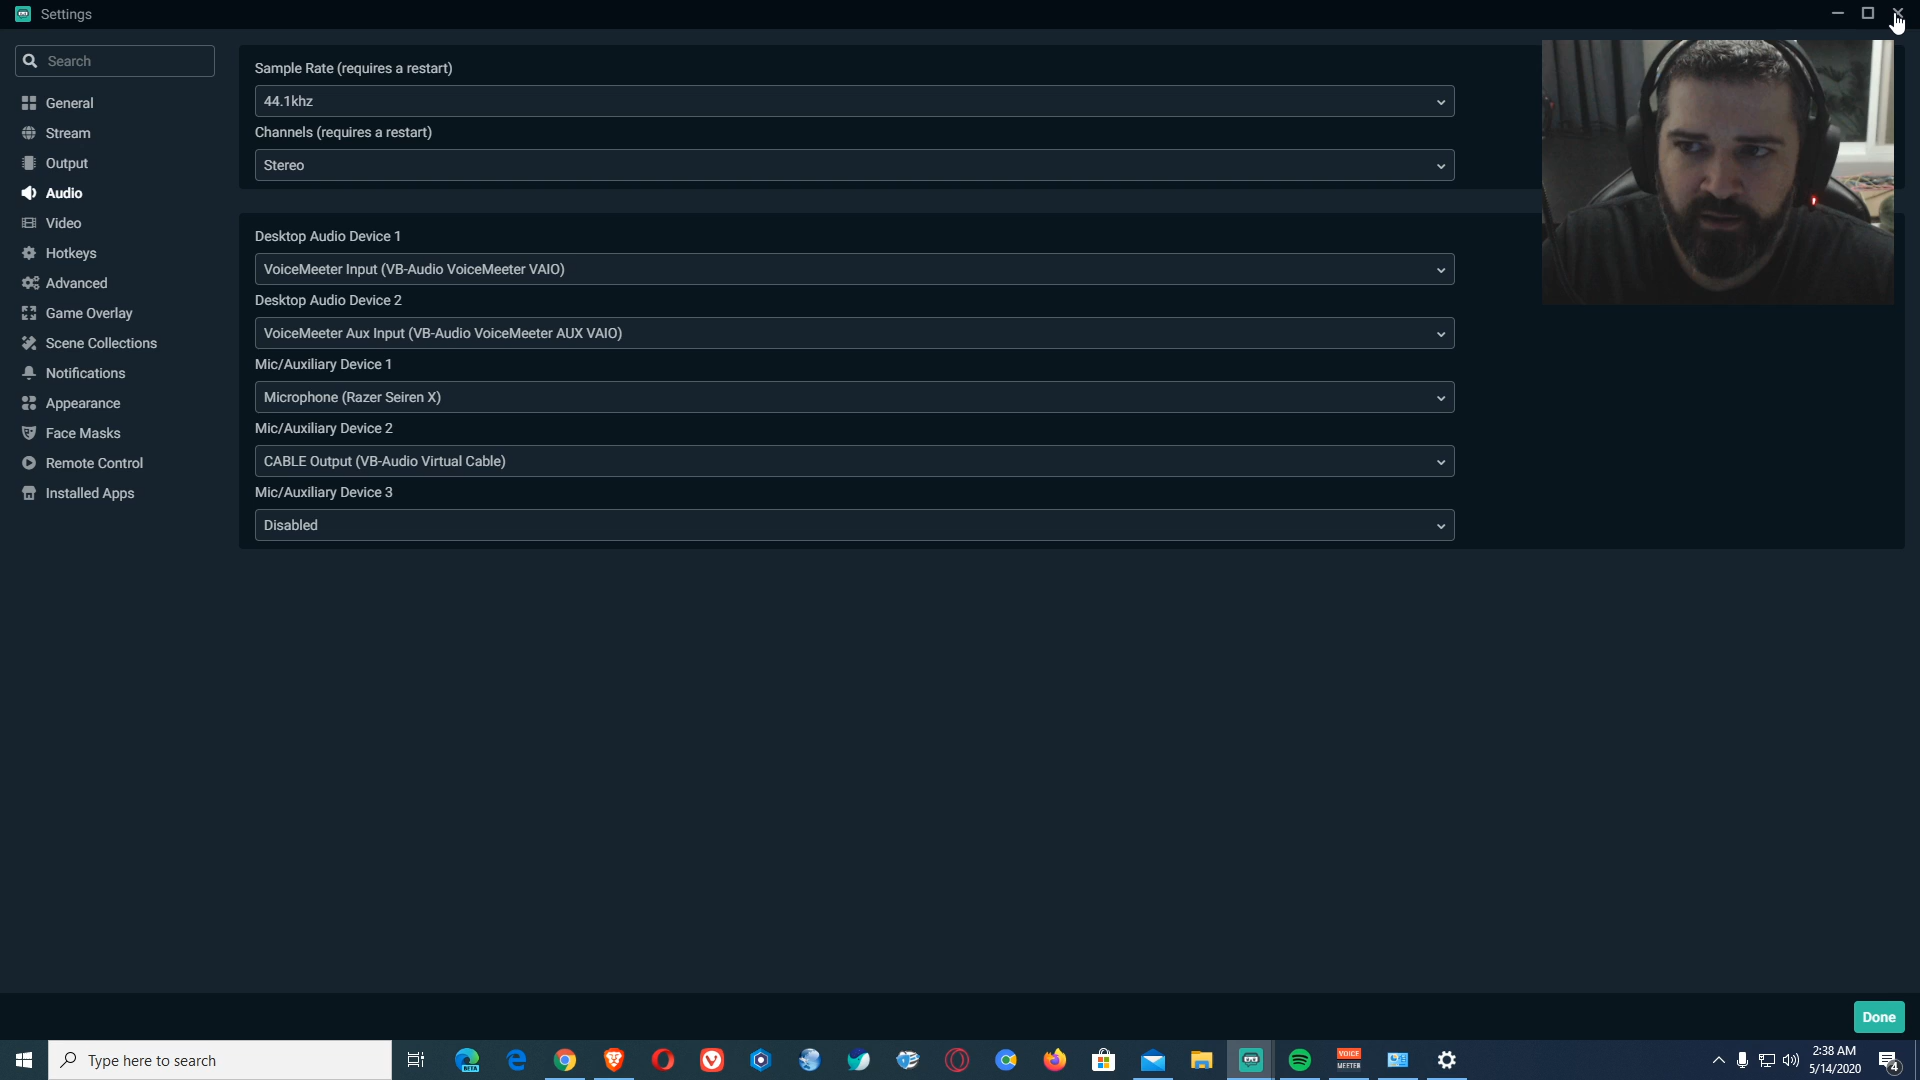 Settings
Search
General
Stream
Output
Audio
Video
Hotkeys
Advanced
Game Overlay
Scene Collections
Notifications
Appearance
Face Masks
Remote Control
Installed Apps
Sample Rate (requires a restart)
44.1khz
Channels (requires a restart)
Stereo
Desktop Audio Device 1
VoiceMeeter Input (VB-Audio VoiceMeeter VAIO)
Desktop Audio Device 2
VoiceMeeter Aux Input (VB-Audio VoiceMeeter AUX VAIO)
Mic/Auxiliary Device 1
Microphone (Razer Seiren X)
Mic/Auxiliary Device 2
CABLE Output (VB-Audio Virtual Cable)
Mic/Auxiliary Device 3
Disabled
Done
Type here to search
BETA
VOICE
MEETER
2:38 AM
5/14/2020
4